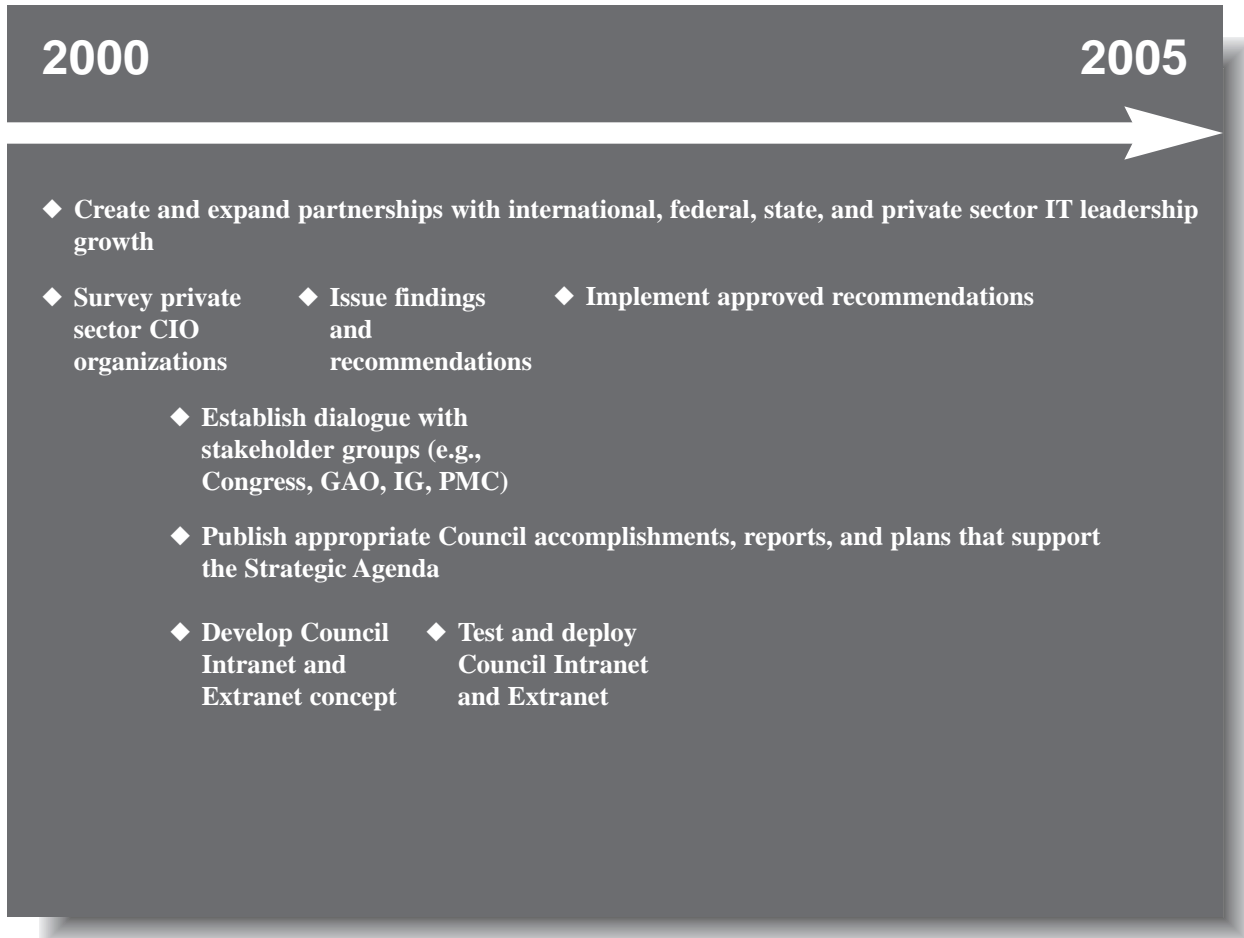 2000
2005
◆ Create and expand partnerships with international, federal, state, and private sector IT leadership
growth
◆ Survey private
sector CIO
organizations
◆ Issue findings
and
recommendations
◆ Implement approved recommendations
◆ Establish dialogue with
stakeholder groups (e.g.,
Congress, GAO, IG, PMC)
◆ Publish appropriate Council accomplishments, reports, and plans that support
the Strategic Agenda
◆ Develop Council
Intranet and
Extranet concept
◆ Test and deploy
Council Intranet
and Extranet